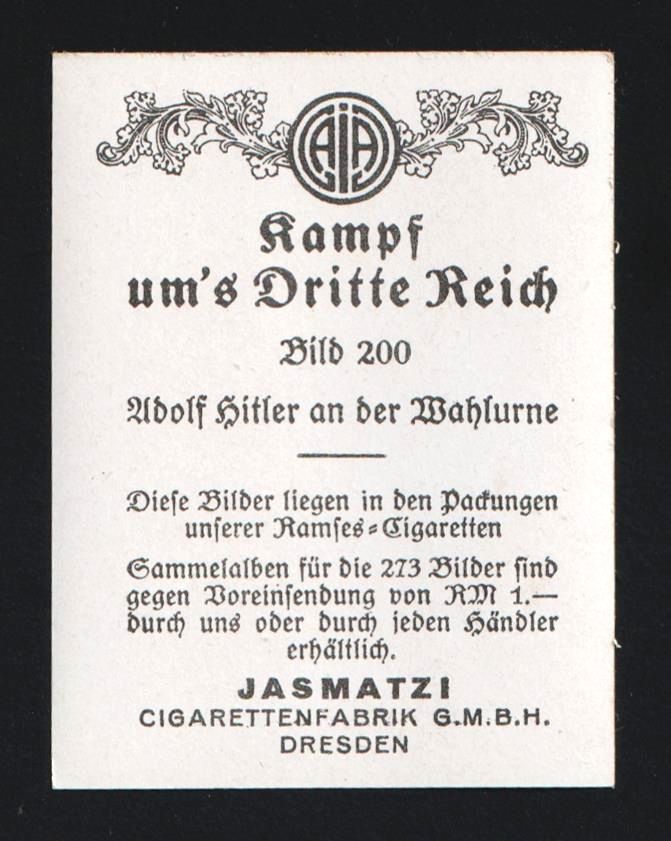 AiA
Kampf
um's Dritte Reich
Bild 200
Adolf Hitler an der Wahlurne
Diese Bilder liegen in den Packungen
unserer Ramses-Cigaretten
Sammelalben für die 273 Bilder sind
gegen Voreinsendung von RM 1.—
durch uns oder durch jeden Händler
erhältlich.
JASMATZI
CIGARETTENFABRIK G.M.B.H.
DRESDEN